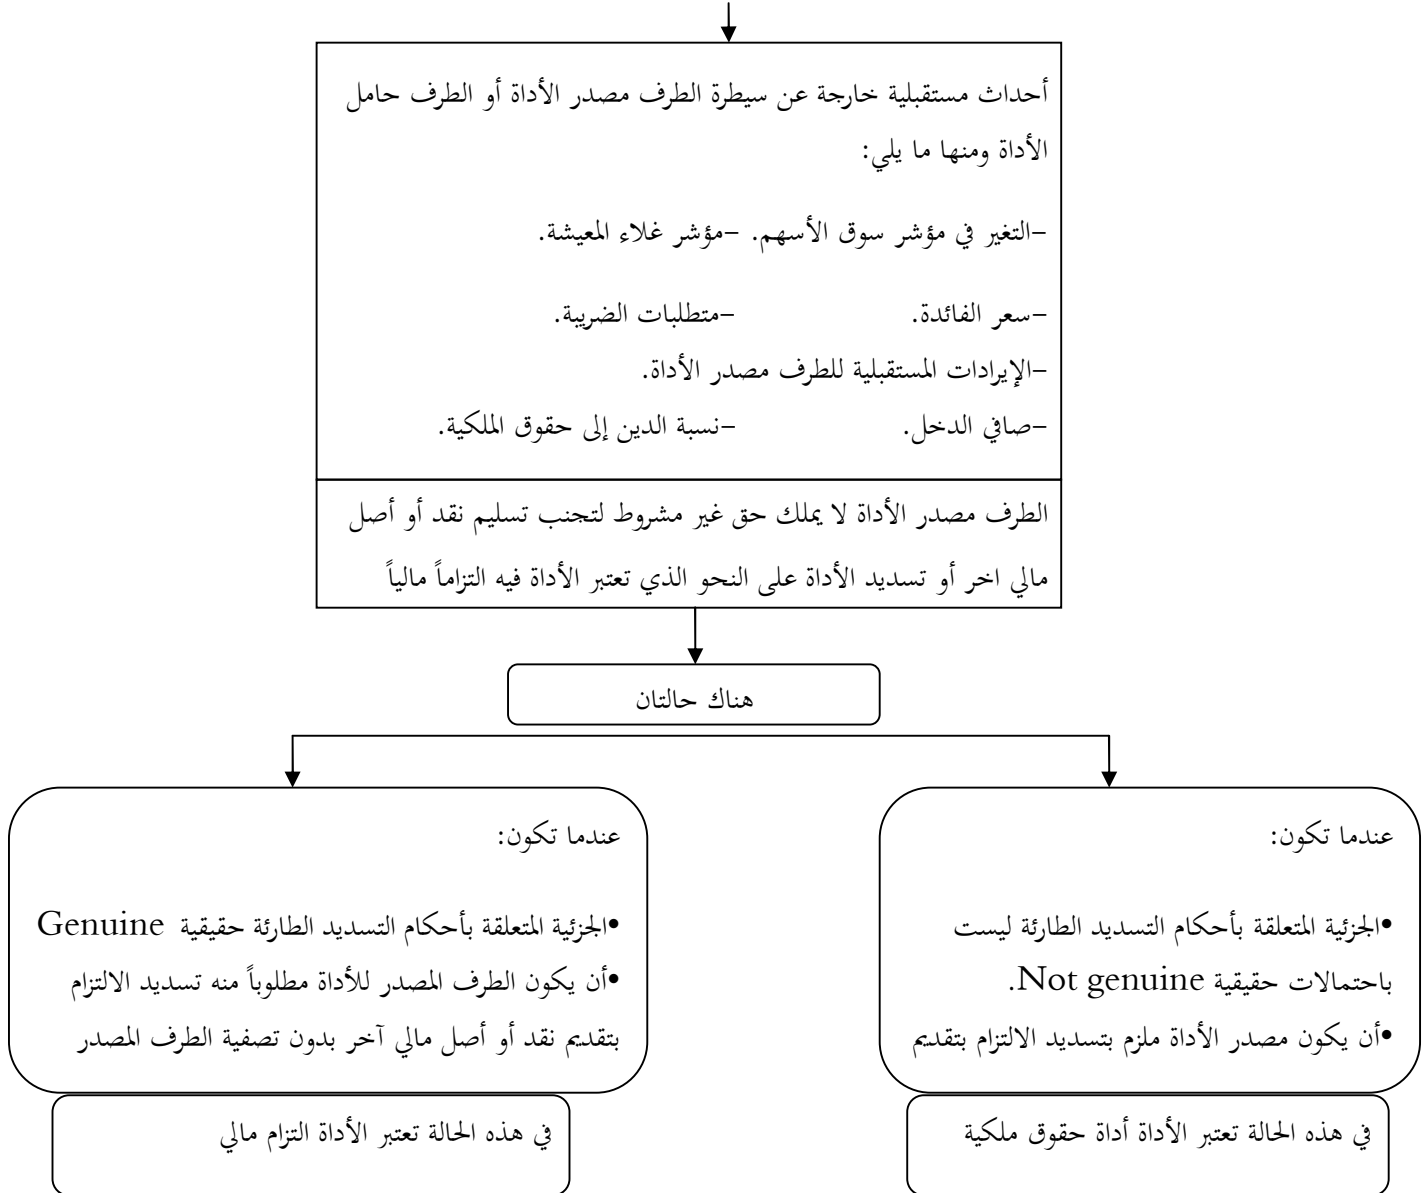 أحداث مستقبلية خارجة عن سيطرة الطرف مصدر الأداة أو الطرف حامل
الأداة ومنها ما يلي:
-التغير في مؤشر سوق الأسهم. -مؤشر غلاء المعيشة.
-سعر الفائدة. -متطلبات الضريبة.
-الإيرادات المستقبلية للطرف مصدر الأداة.
-صافي الدخل. -نسبة الدين إلى حقوق الملكية.
الطرف مصدر الأداة لا يملك حق غير مشروط لتجنب تسليم نقد أو أصل
مالي اخر أو تسديد الأداة على النحو الذي تعتبر الأداة فيه التزاماً مالياً
هناك حالتان
عندما تكون:
•الجزئية المتعلقة بأحكام التسديد الطارئة ليست
باحتمالات حقيقية Not genuine.
•أن يكون مصدر الأداة ملزم بتسديد الالتزام بتقديم
في هذه الحالة تعتبر الأداة أداة حقوق ملكية
عندما تكون:
•الجزئية المتعلقة بأحكام التسديد الطارئة حقيقية Genuine
•أن يكون الطرف المصدر للأداة مطلوباً منه تسديد الالتزام
بتقديم نقد أو أصل مالي آخر بدون تصفية الطرف المصدر
في هذه الحالة تعتبر الأداة التزام مالي